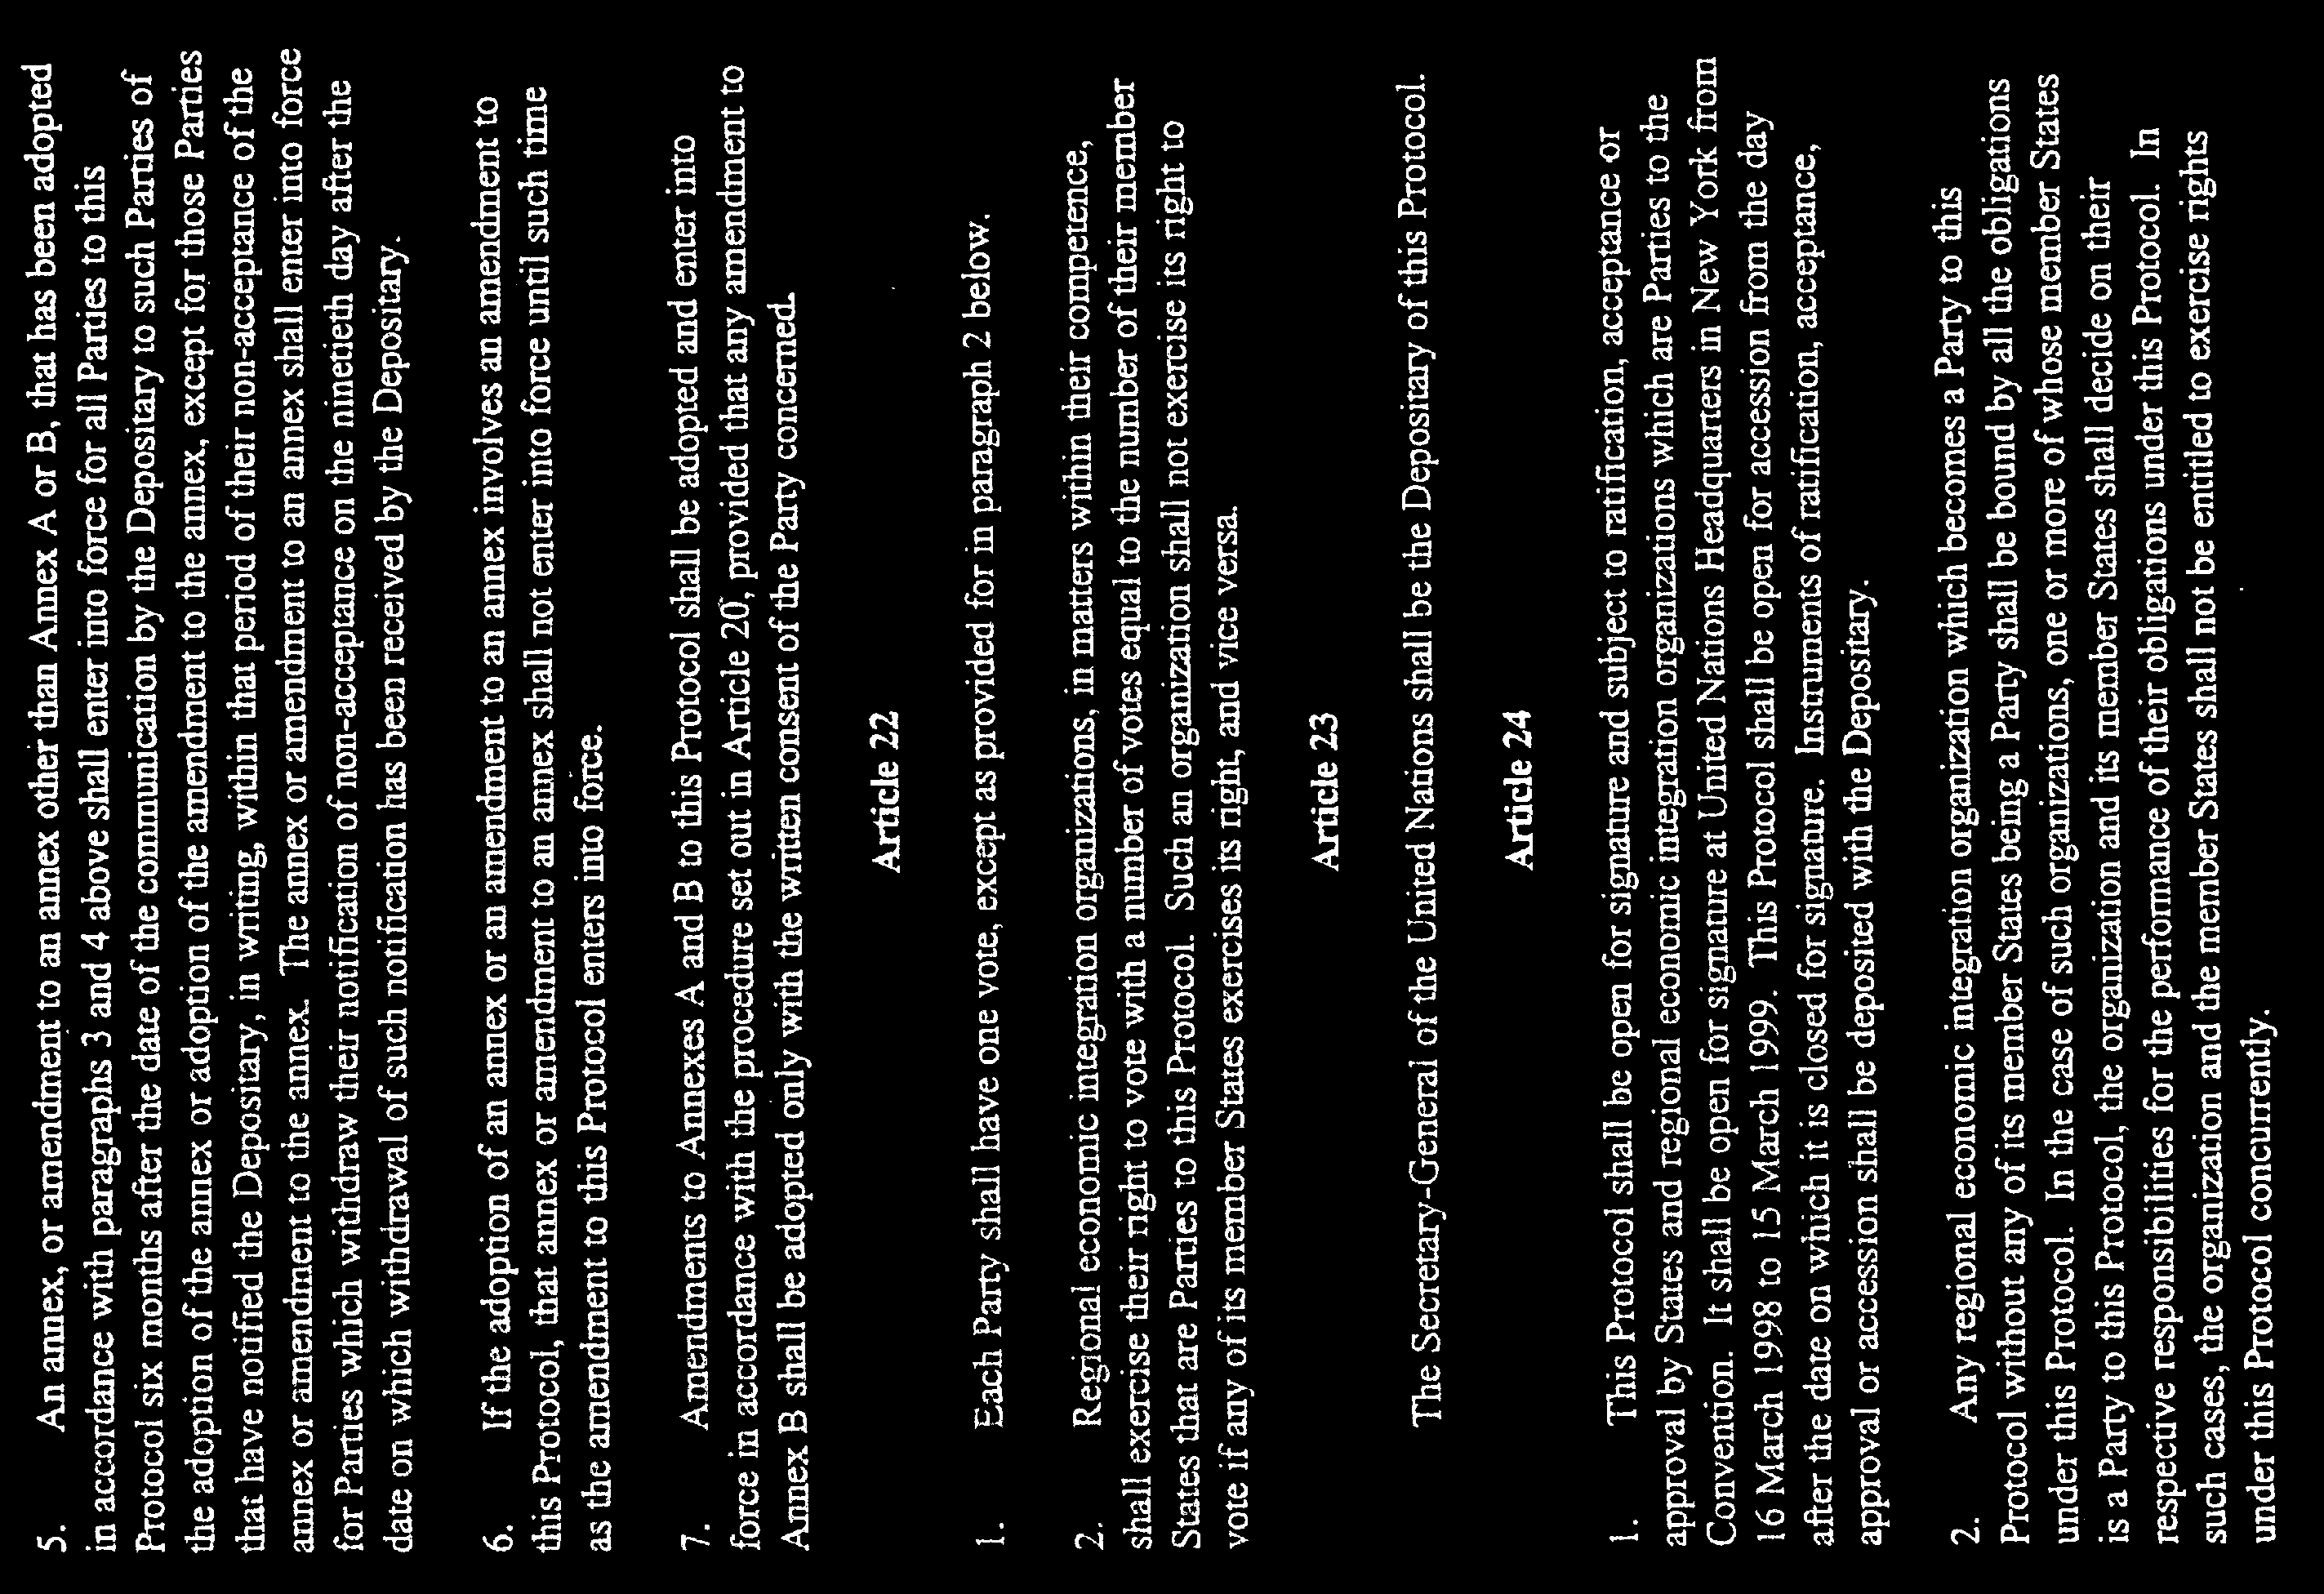 5. An annex, or amendment to an annex other than Annex A or B, that has been adopted
in accordance with paragraphs 3 and 4 above shall enter into force for all Parties to this
Protocol six months after the date of the communication by the Depositary to such Parties of
the adoption of the annex or adoption of the amendment to the annex, except for those Parties
that have notified the Depositary, in writing, within that period of their non-acceptance of the
annex or amendment to the annex. The annex or amendment to an annex shall enter into force
for Parties which withdraw their notification of non-acceptance on the ninetieth day after the
date on which withdrawal of such notification has been received by the Depositary.
6. If the adoption of an annex or an amendment to an annex involves an amendment to
this Protocol, that annex or amendment to an annex shall not enter into force until such time
as the amendment to this Protocol enters into force.
7. Amendments to Annexes A and B to this Protocol shall be adopted and enter into
force in accordance with the procedure set out in Article 20, provided that any amendment to
Annex B shall be adopted only with the written consent of the Party concerned.
Article 22
1. Each Party shall have one vote, except as provided for in paragraph 2 below.
2. Regional economic integration organizations, in matters within their competence,
shall exercise their right to vote with a number of votes equal to the number of their member
States that are Parties to this Protocol. Such an organization shall not exercise its right to
vote if any of its member States exercises its right, and vice versa.
Article 23
The Secretary-General of the United Nations shall be the Depositary of this Protocol.
Article 24
1. This Protocol shall be open for signature and subject to ratification, acceptance or
approval by States and regional economic integration organizations which are Parties to the
Convention. It shall be open for signature at United Nations Headquarters in New York from
16 March 1998 to 15 March 1999. This Protocol shall be open for accession from the day
after the date on which it is closed for signature. Instruments of ratification, acceptance,
approval or accession shall be deposited with the Depositary.
2. Any regional economic integration organization which becomes a Party to this
Protocol without any of its member States being a Party shall be bound by all the obligations
under this Protocol. In the case of such organizations, one or more of whose member States
is a Party to this Protocol, the organization and its member States shall decide on their
respective responsibilities for the performance of their obligations under this Protocol. In
such cases, the organization and the member States shall not be entitled to exercise rights
under this Protocol concurrently.